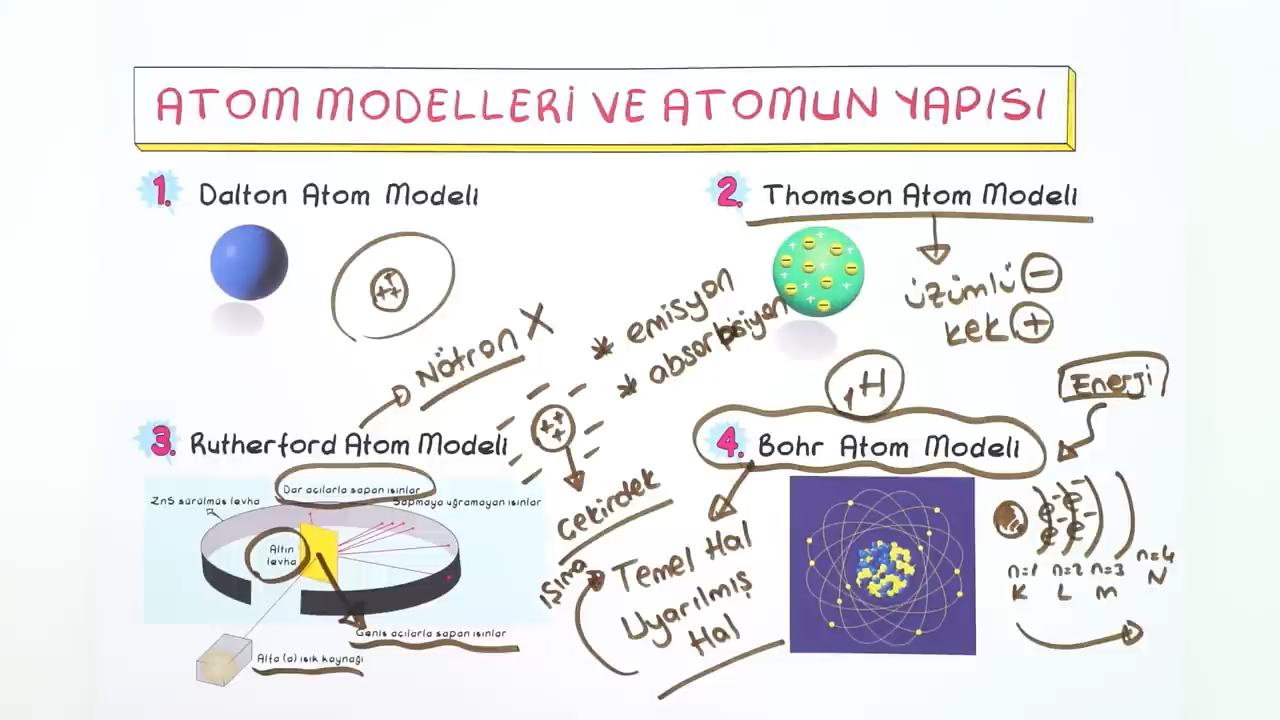 ATOM MODELLERİ VE ATOMUN YAPISI
1. Dalton Atom Modeli
++
2. Thomson Atom Modeli
üzümlü −
kek +
* emisyon
* absorbsiyon
Nötron X
3. Rutherford Atom Modeli
Dar açılarla sapan ışınlar
ZnS sürülmüş levha
Sapmaya uğramayan ışınlar
Altın
levha
Geniş açılarla sapan ışınlar
Alfa (α) ışık kaynağı
çekirdek
₁H
Enerji
4. Bohr Atom Modeli
Işıma
Temel Hal
Uyarılmış
Hal
n=1 n=2 n=3 n=4
K L M N